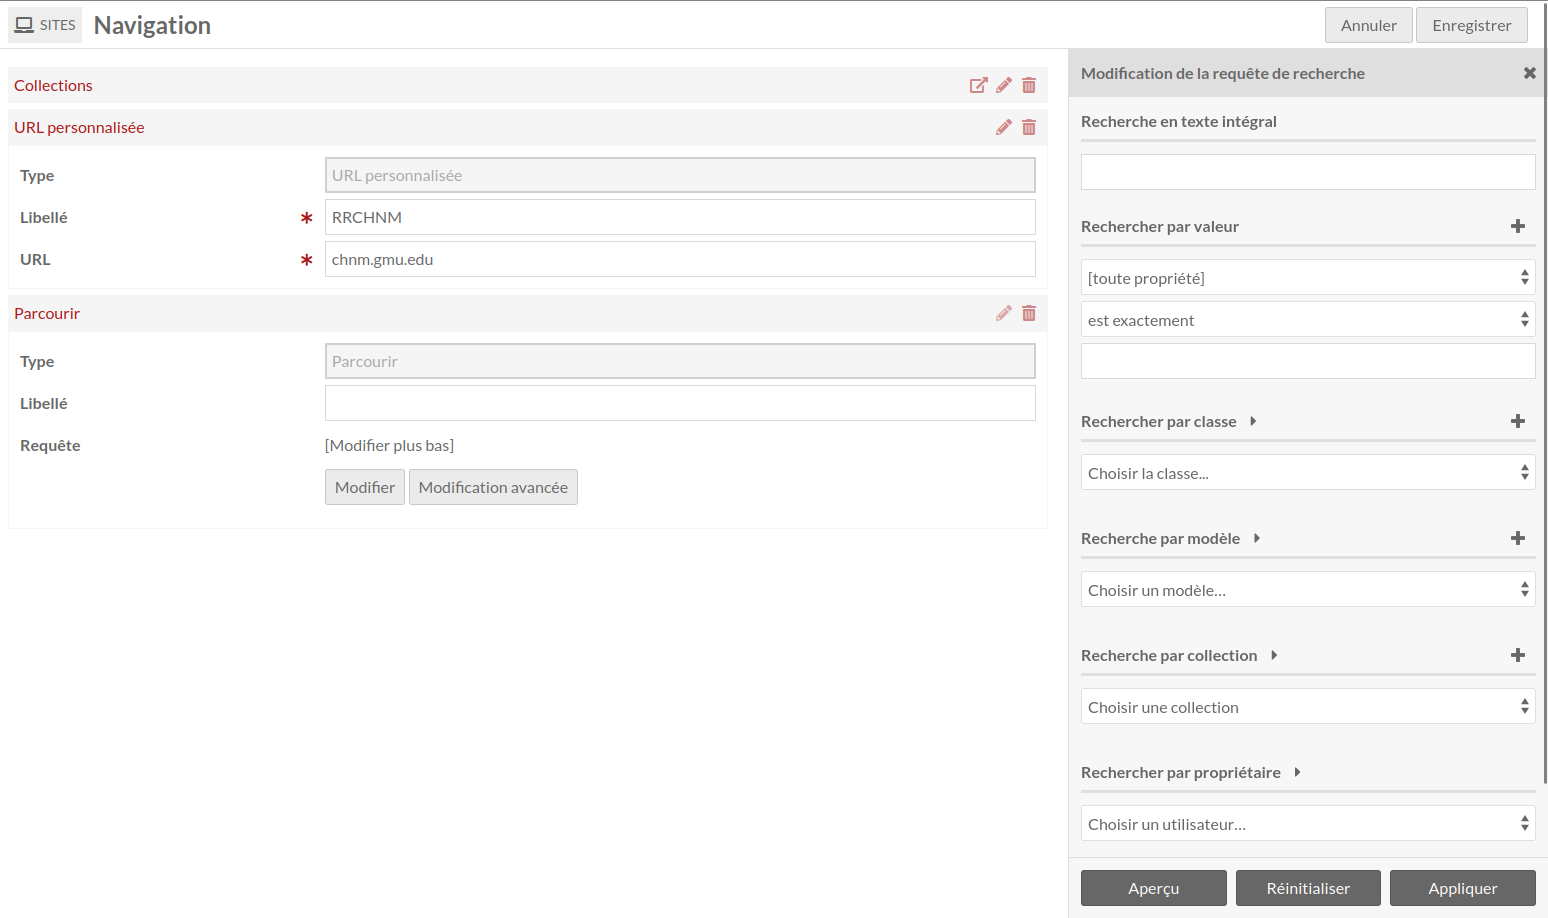 SITES Navigation
Annuler Enregistrer
Collections
URL personnalisée
Type URL personnalisée
Libellé * RRCHNM
URL * chnm.gmu.edu
Parcourir
Type Parcourir
Libellé
Requête [Modifier plus bas]
Modifier Modification avancée
Modification de la requête de recherche
Recherche en texte intégral
Rechercher par valeur
[toute propriété]
est exactement
Rechercher par classe
Choisir la classe...
Recherche par modèle
Choisir un modèle…
Recherche par collection
Choisir une collection
Rechercher par propriétaire
Choisir un utilisateur…
Aperçu Réinitialiser Appliquer